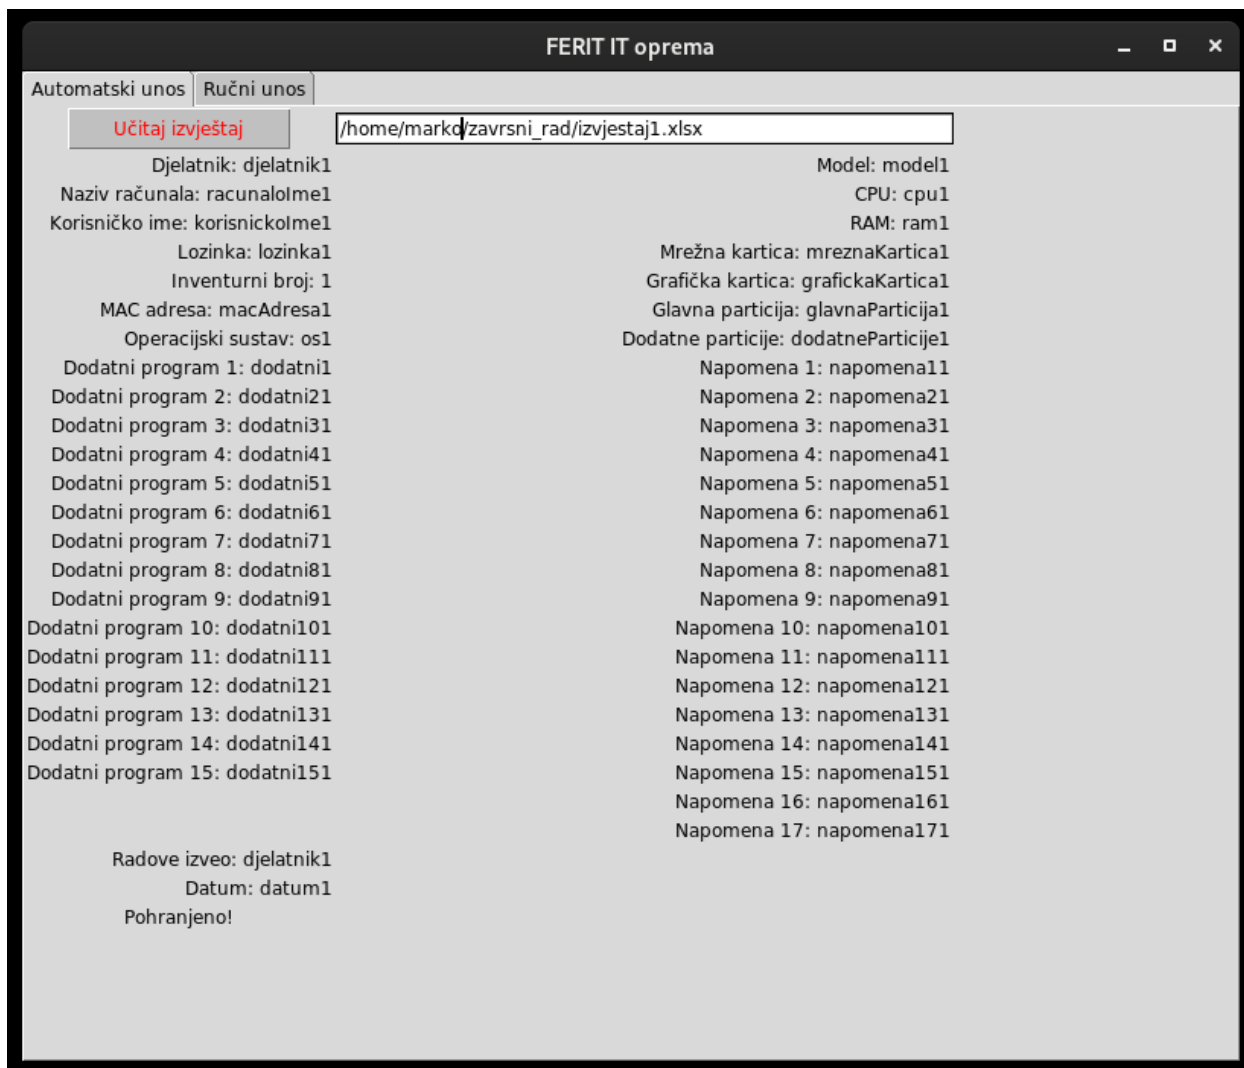 FERIT IT oprema
Automatski unos Ručni unos
Učitaj izvještaj /home/marko/zavrsni_rad/izvjestaj1.xlsx
Djelatnik: djelatnik1 Model: model1
Naziv računala: racunaloIme1 CPU: cpu1
Korisničko ime: korisnickoIme1 RAM: ram1
Lozinka: lozinka1 Mrežna kartica: mreznaKartica1
Inventurni broj: 1 Grafička kartica: grafickaKartica1
MAC adresa: macAdresa1 Glavna particija: glavnaParticija1
Operacijski sustav: os1 Dodatne particije: dodatneParticije1
Dodatni program 1: dodatni1 Napomena 1: napomena11
Dodatni program 2: dodatni21 Napomena 2: napomena21
Dodatni program 3: dodatni31 Napomena 3: napomena31
Dodatni program 4: dodatni41 Napomena 4: napomena41
Dodatni program 5: dodatni51 Napomena 5: napomena51
Dodatni program 6: dodatni61 Napomena 6: napomena61
Dodatni program 7: dodatni71 Napomena 7: napomena71
Dodatni program 8: dodatni81 Napomena 8: napomena81
Dodatni program 9: dodatni91 Napomena 9: napomena91
Dodatni program 10: dodatni101 Napomena 10: napomena101
Dodatni program 11: dodatni111 Napomena 11: napomena111
Dodatni program 12: dodatni121 Napomena 12: napomena121
Dodatni program 13: dodatni131 Napomena 13: napomena131
Dodatni program 14: dodatni141 Napomena 14: napomena141
Dodatni program 15: dodatni151 Napomena 15: napomena151
Napomena 16: napomena161
Napomena 17: napomena171
Radove izveo: djelatnik1
Datum: datum1
Pohranjeno!